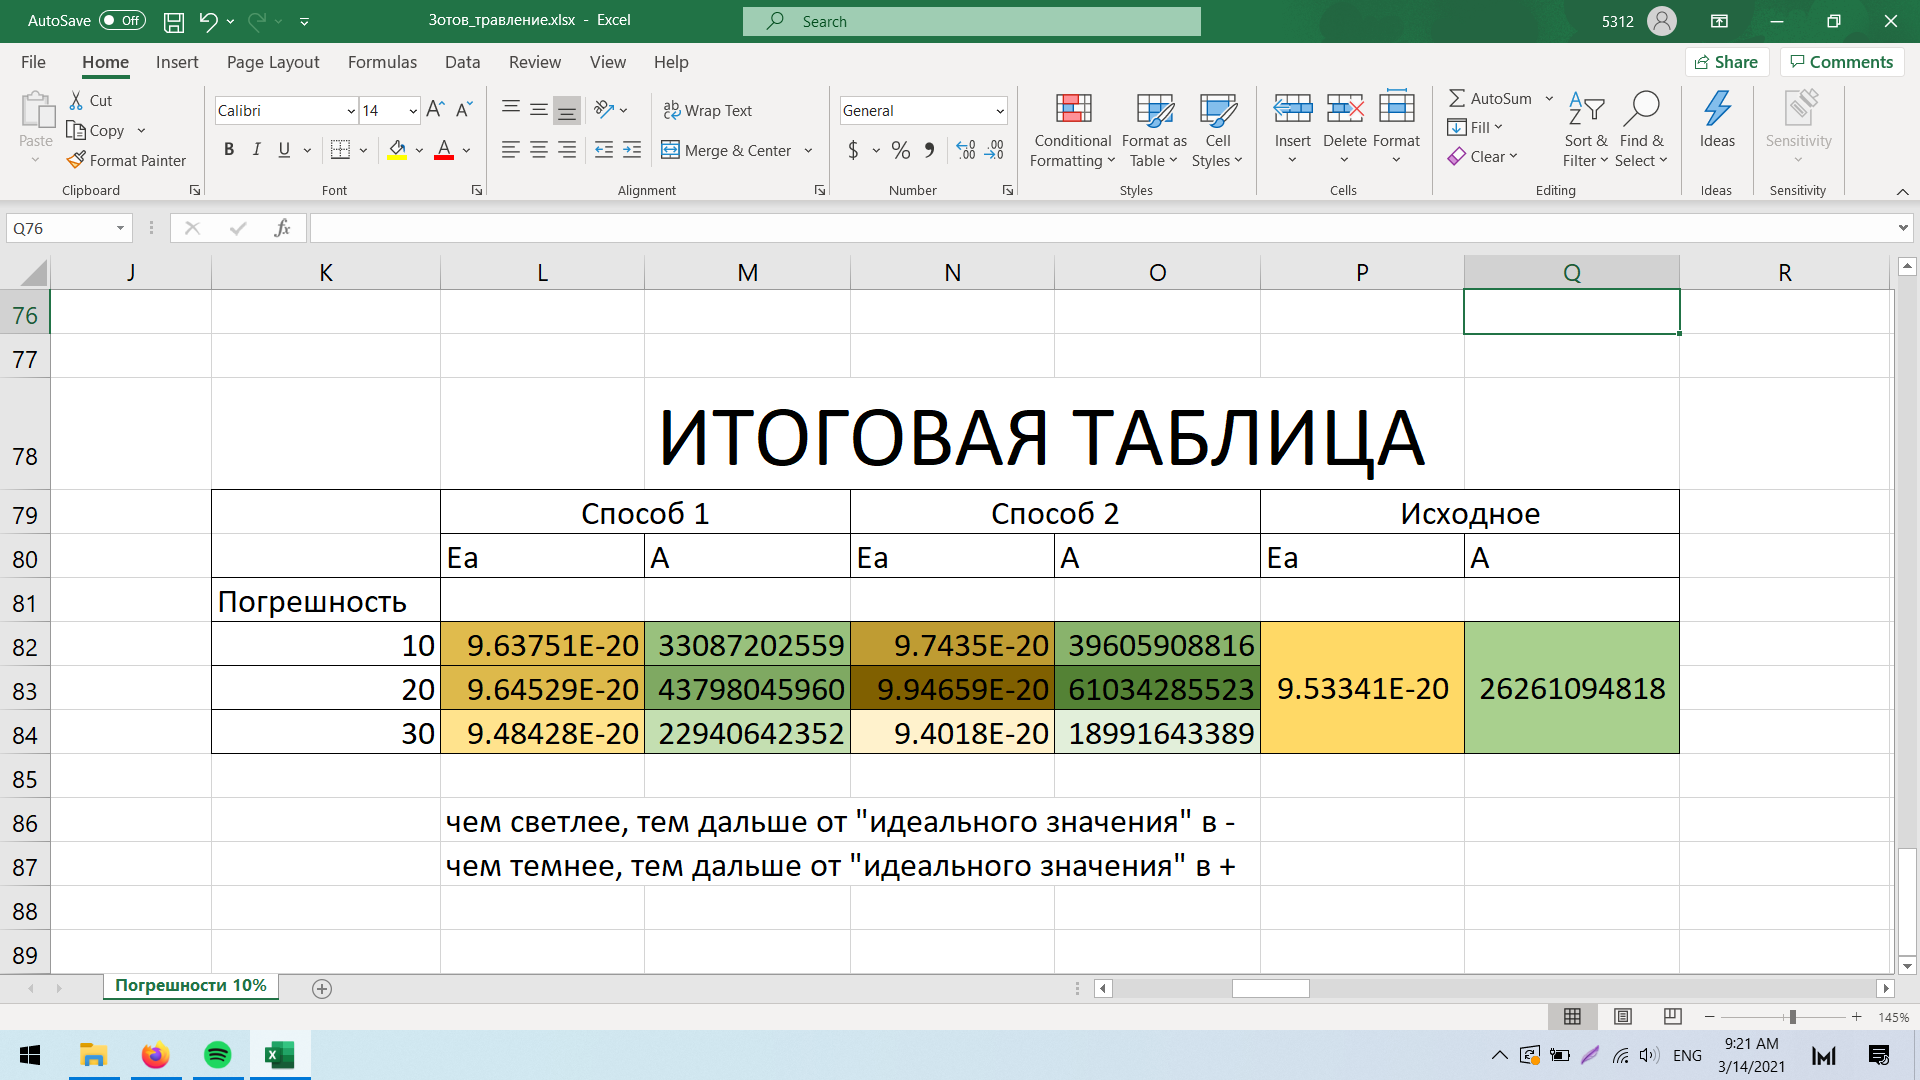 AutoSave Off
Зотов_травление.xlsx - Excel
Search
5312
File Home Insert Page Layout Formulas Data Review View Help
Share Comments
Paste
Cut
Copy
Format Painter
Clipboard
Calibri 14
B I U
Font
Wrap Text
Merge & Center
Alignment
General
$ % 9
Number
Conditional Formatting
Format as Table
Cell Styles
Styles
Insert Delete Format
Cells
AutoSum
Fill
Clear
Sort & Filter
Find & Select
Editing
Ideas
Ideas
Sensitivity
Sensitivity
Q76 fx
J K L M N O P Q R
76
77
78 ИТОГОВАЯ ТАБЛИЦА
79 Способ 1 Способ 2 Исходное
80 Ea A Ea A Ea A
81 Погрешность
82 10 9.63751E-20 33087202559 9.7435E-20 39605908816
83 20 9.64529E-20 43798045960 9.94659E-20 61034285523 9.53341E-20 26261094818
84 30 9.48428E-20 22940642352 9.4018E-20 18991643389
85
86 чем светлее, тем дальше от "идеального значения" в -
87 чем темнее, тем дальше от "идеального значения" в +
88
89
Погрешности 10%
145%
ENG
9:21 AM
3/14/2021